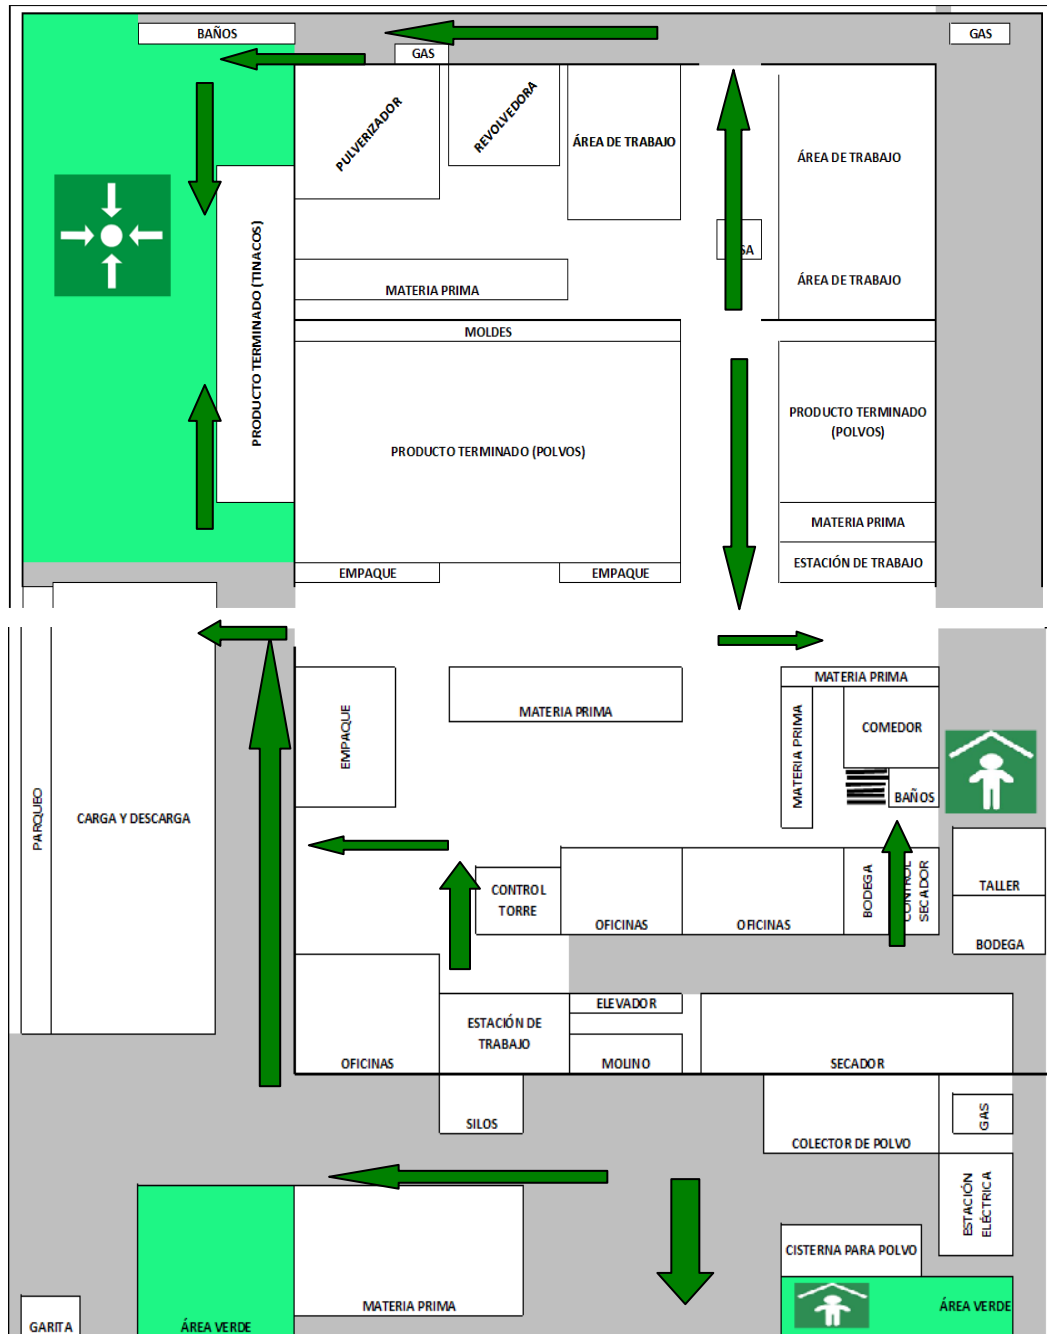 BAÑOS
GAS
GAS
PULVERIZADOR
REVOLVEDORA
ÁREA DE TRABAJO
ÁREA DE TRABAJO
ÁREA DE TRABAJO
PRODUCTO TERMINADO (TINACOS)
MATERIA PRIMA
MOLDES
PRODUCTO TERMINADO (POLVOS)
PRODUCTO TERMINADO
(POLVOS)
MATERIA PRIMA
ESTACIÓN DE TRABAJO
EMPAQUE
EMPAQUE
PARQUEO
CARGA Y DESCARGA
EMPAQUE
MATERIA PRIMA
MATERIA PRIMA
MATERIA PRIMA
COMEDOR
BAÑOS
CONTROL
TORRE
OFICINAS
OFICINAS
BODEGA
CONTROL
SECADOR
TALLER
BODEGA
OFICINAS
ESTACIÓN DE
TRABAJO
ELEVADOR
MOLINO
SECADOR
SILOS
COLECTOR DE POLVO
GAS
ESTACIÓN
ELÉCTRICA
CISTERNA PARA POLVO
ÁREA VERDE
MATERIA PRIMA
GARITA
ÁREA VERDE